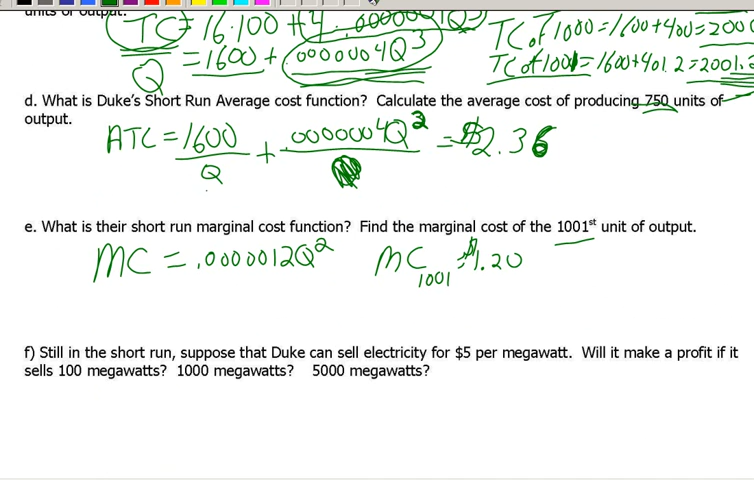 units of output.
TC = 16·100 + 4 · .0000001Q³
TC of 1000 = 1600 + 400 = 2000
Q = 1600 + .0000004Q³
TC of 1001 = 1600 + 401.2 = 2001.2
d. What is Duke's Short Run Average cost function? Calculate the average cost of producing 750 units of
output.
ATC = 1600/Q + .0000004Q² = $2.36
e. What is their short run marginal cost function? Find the marginal cost of the 1001st unit of output.
MC = .0000012Q² MC1001 = $1.20
f) Still in the short run, suppose that Duke can sell electricity for $5 per megawatt. Will it make a profit if it
sells 100 megawatts? 1000 megawatts? 5000 megawatts?